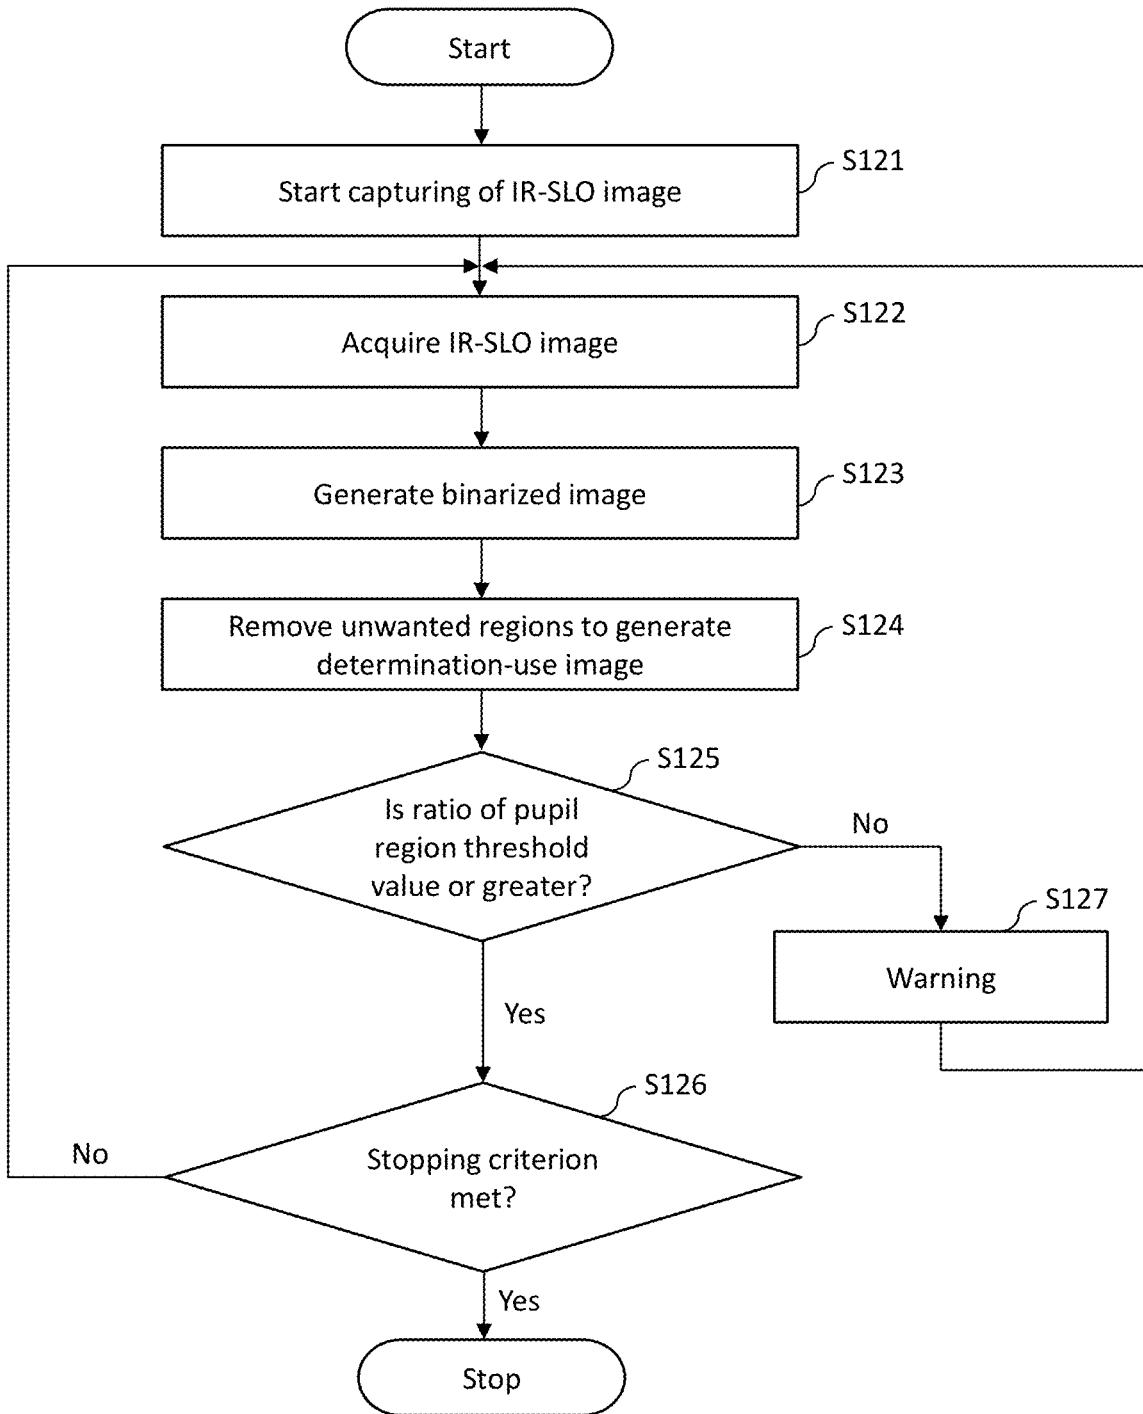 Start
S121
Start capturing of IR-SLO image
S122
Acquire IR-SLO image
S123
Generate binarized image
S124
Remove unwanted regions to generate
determination-use image
S125
Is ratio of pupil
region threshold
value or greater?
No
S127
Warning
Yes
S126
Stopping criterion
met?
No
Yes
Stop